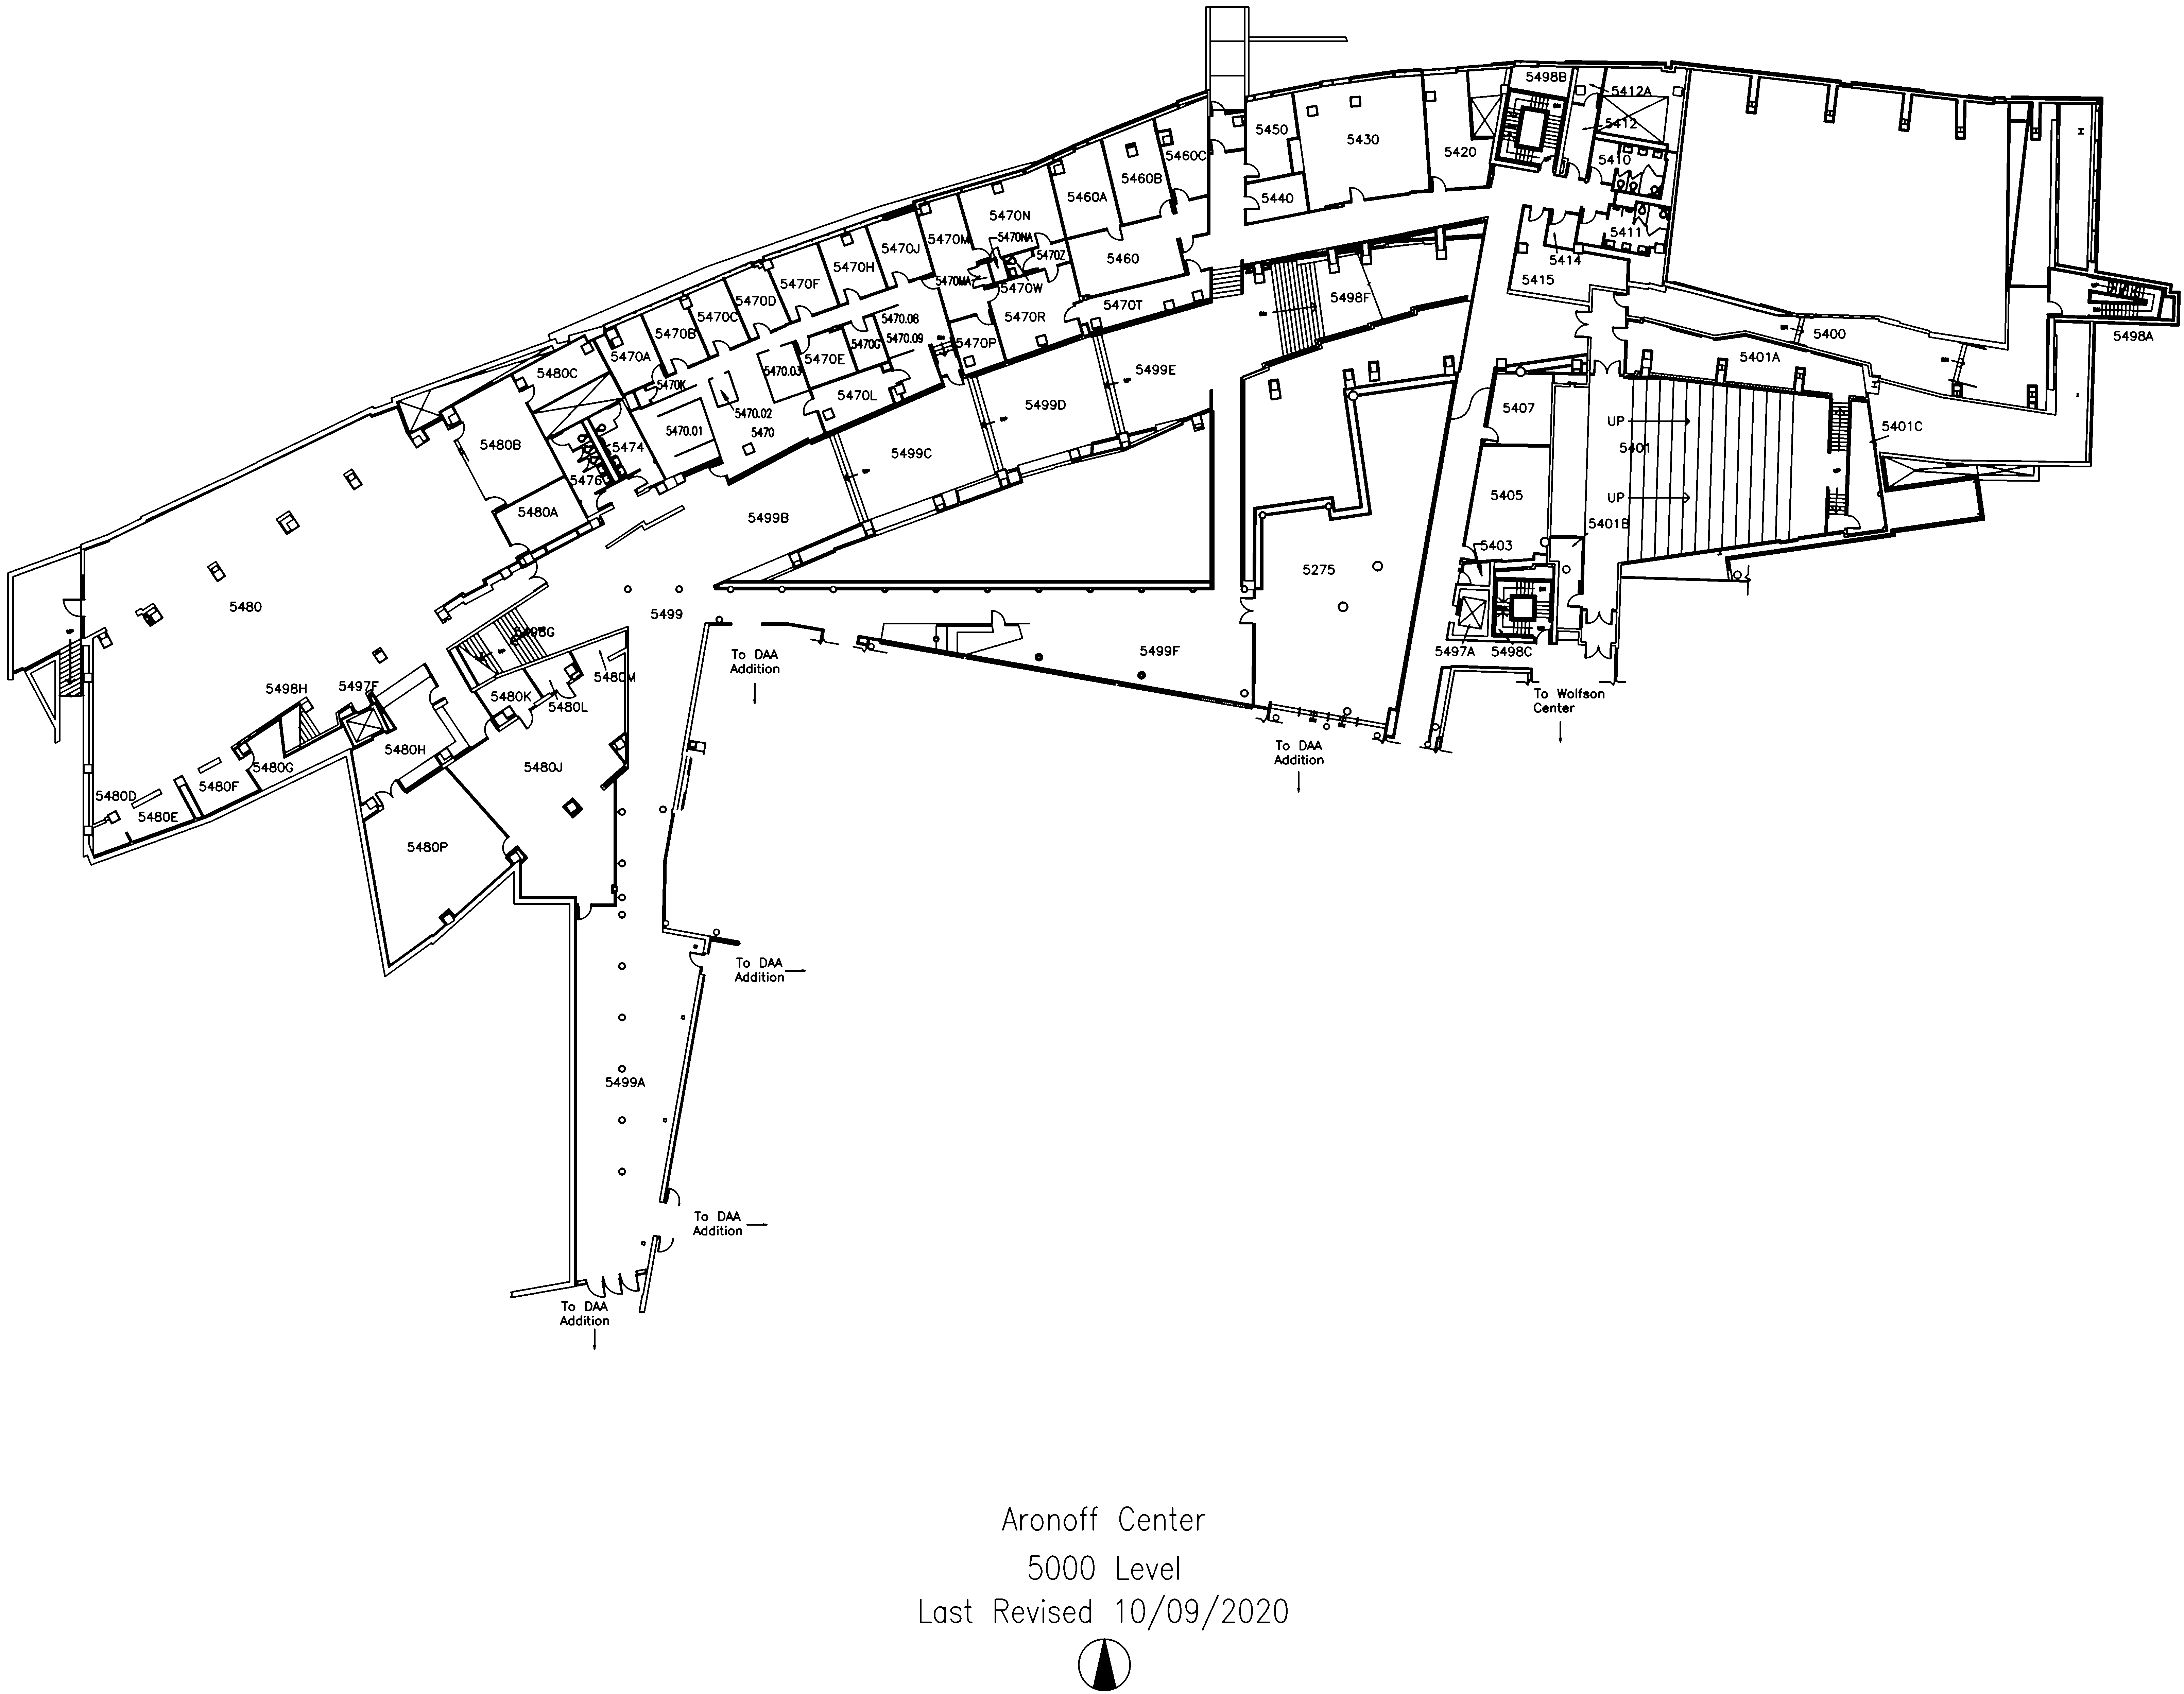 5498B
5412A
5450
5430
5412
5420
5410
5460C
5460B
5460A
5440
5470N
5411
5470M
5470NA
5470J
5470Z
5460
5414
5470H
5470MA
5415
5470F
5470W
5498F
5470D
5470T
5470C
5470.08
5470R
5470B
5400
5498A
5470.09
5470P
5470G
5470A
5470E
5401A
5480C
5470.03
5499E
5470K
5470L
5499D
5407
5470.02
UP
5401C
5470.01
5470
5480B
5474
5401
5499C
5476
5405
UP
5480A
5499B
5401B
5403
5275
5480
5499
5498G
To DAA
Addition
5499F
5497A
5498C
5480M
5498H
5497F
5480K
5480L
To Wolfson
Center
5480H
To DAA
Addition
5480G
5480J
5480F
5480D
5480E
5480P
To DAA
Addition
5499A
To DAA
Addition
To DAA
Addition
Aronoff Center
5000 Level
Last Revised 10/09/2020